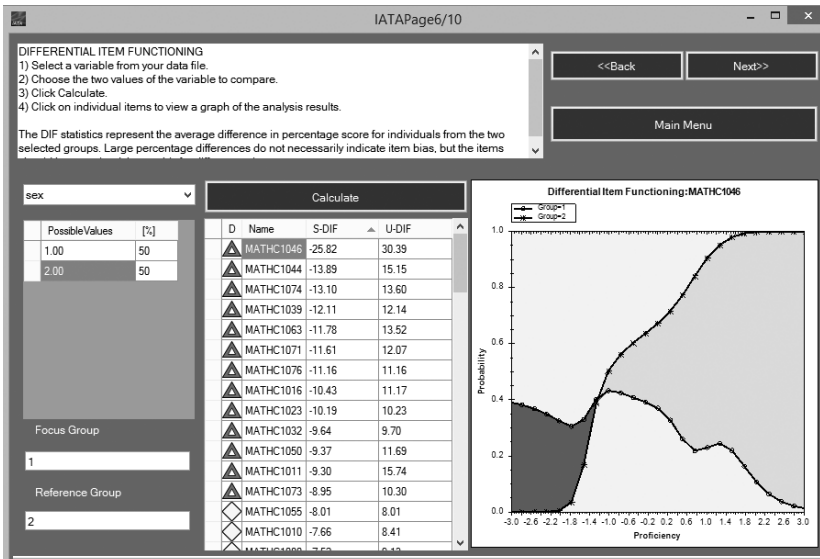 IATAPage6/10
DIFFERENTIAL ITEM FUNCTIONING
1) Select a variable from your data file.
2) Choose the two values of the variable to compare.
3) Click Calculate.
4) Click on individual items to view a graph of the analysis results.
The DIF statistics represent the average difference in percentage score for individuals from the two
selected groups. Large percentage differences do not necessarily indicate item bias, but the items
<<Back
Next>>
Main Menu
sex
Calculate
PossibleValues [%]
1.00 50
2.00 50
Focus Group
1
Reference Group
2
D Name S-DIF U-DIF
MATHC1046 -25.82 30.39
MATHC1044 -13.89 15.15
MATHC1074 -13.10 13.60
MATHC1039 -12.11 12.14
MATHC1063 -11.78 13.52
MATHC1071 -11.61 12.07
MATHC1076 -11.16 11.16
MATHC1016 -10.43 11.17
MATHC1023 -10.19 10.23
MATHC1032 -9.64 9.70
MATHC1050 -9.37 11.69
MATHC1011 -9.30 15.74
MATHC1073 -8.95 10.30
MATHC1055 -8.01 8.01
MATHC1010 -7.66 8.41
Differential Item Functioning:MATHC1046
Group=1
Group=2
1.0
0.8
0.6
0.4
0.2
0.0
Probability
-3.0 -2.6 -2.2 -1.8 -1.4 -1.0 -0.6 -0.2 0.2 0.6 1.0 1.4 1.8 2.2 2.6 3.0
Proficiency